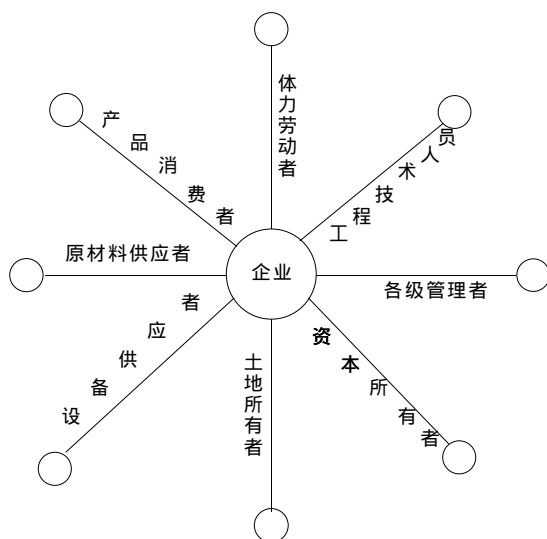 体力劳动者
产品消费者
工程技术人员
原材料供应者
企业
各级管理者
设备供应者
土地所有者
资本所有者